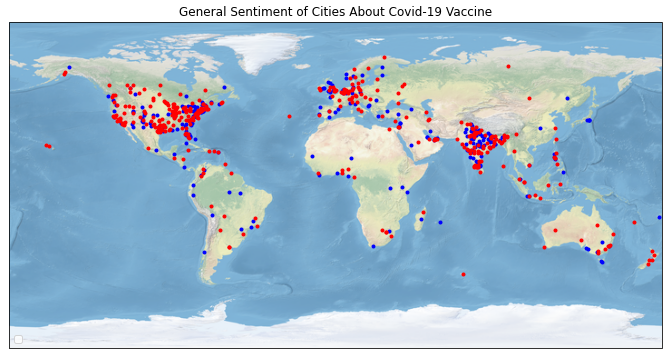 General Sentiment of Cities About Covid-19 Vaccine